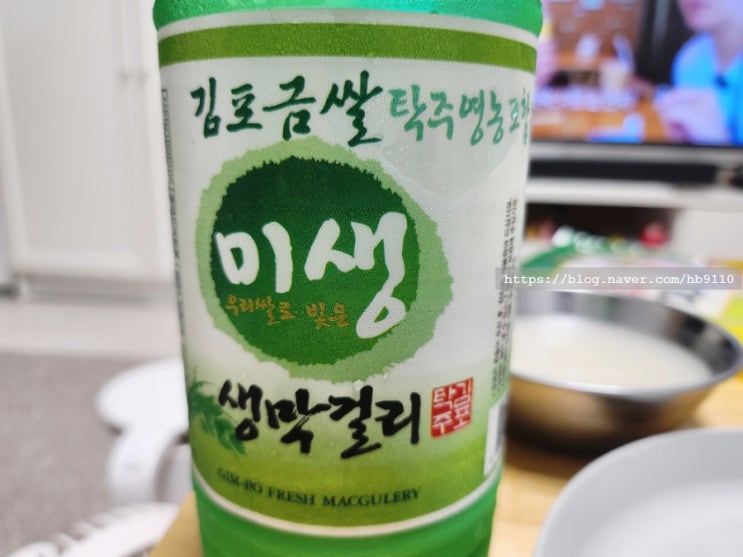 김포금쌀 탁주영농조합
미생
우리쌀로 빚은
생막걸리
김포
탁주
GIM-PO FRESH MACGULERY
https://blog.naver.com/hb9110